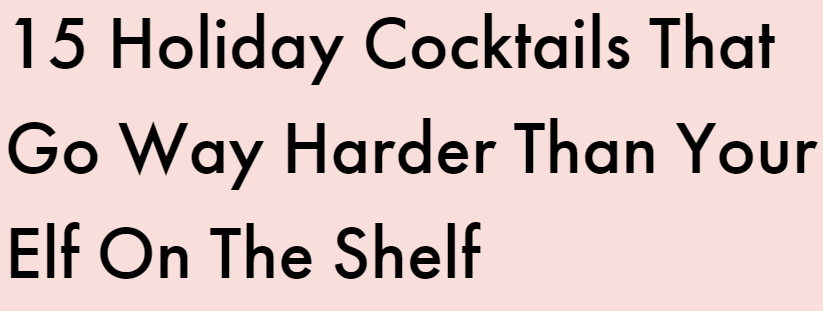 15 Holiday Cocktails That
Go Way Harder Than Your
Elf On The Shelf